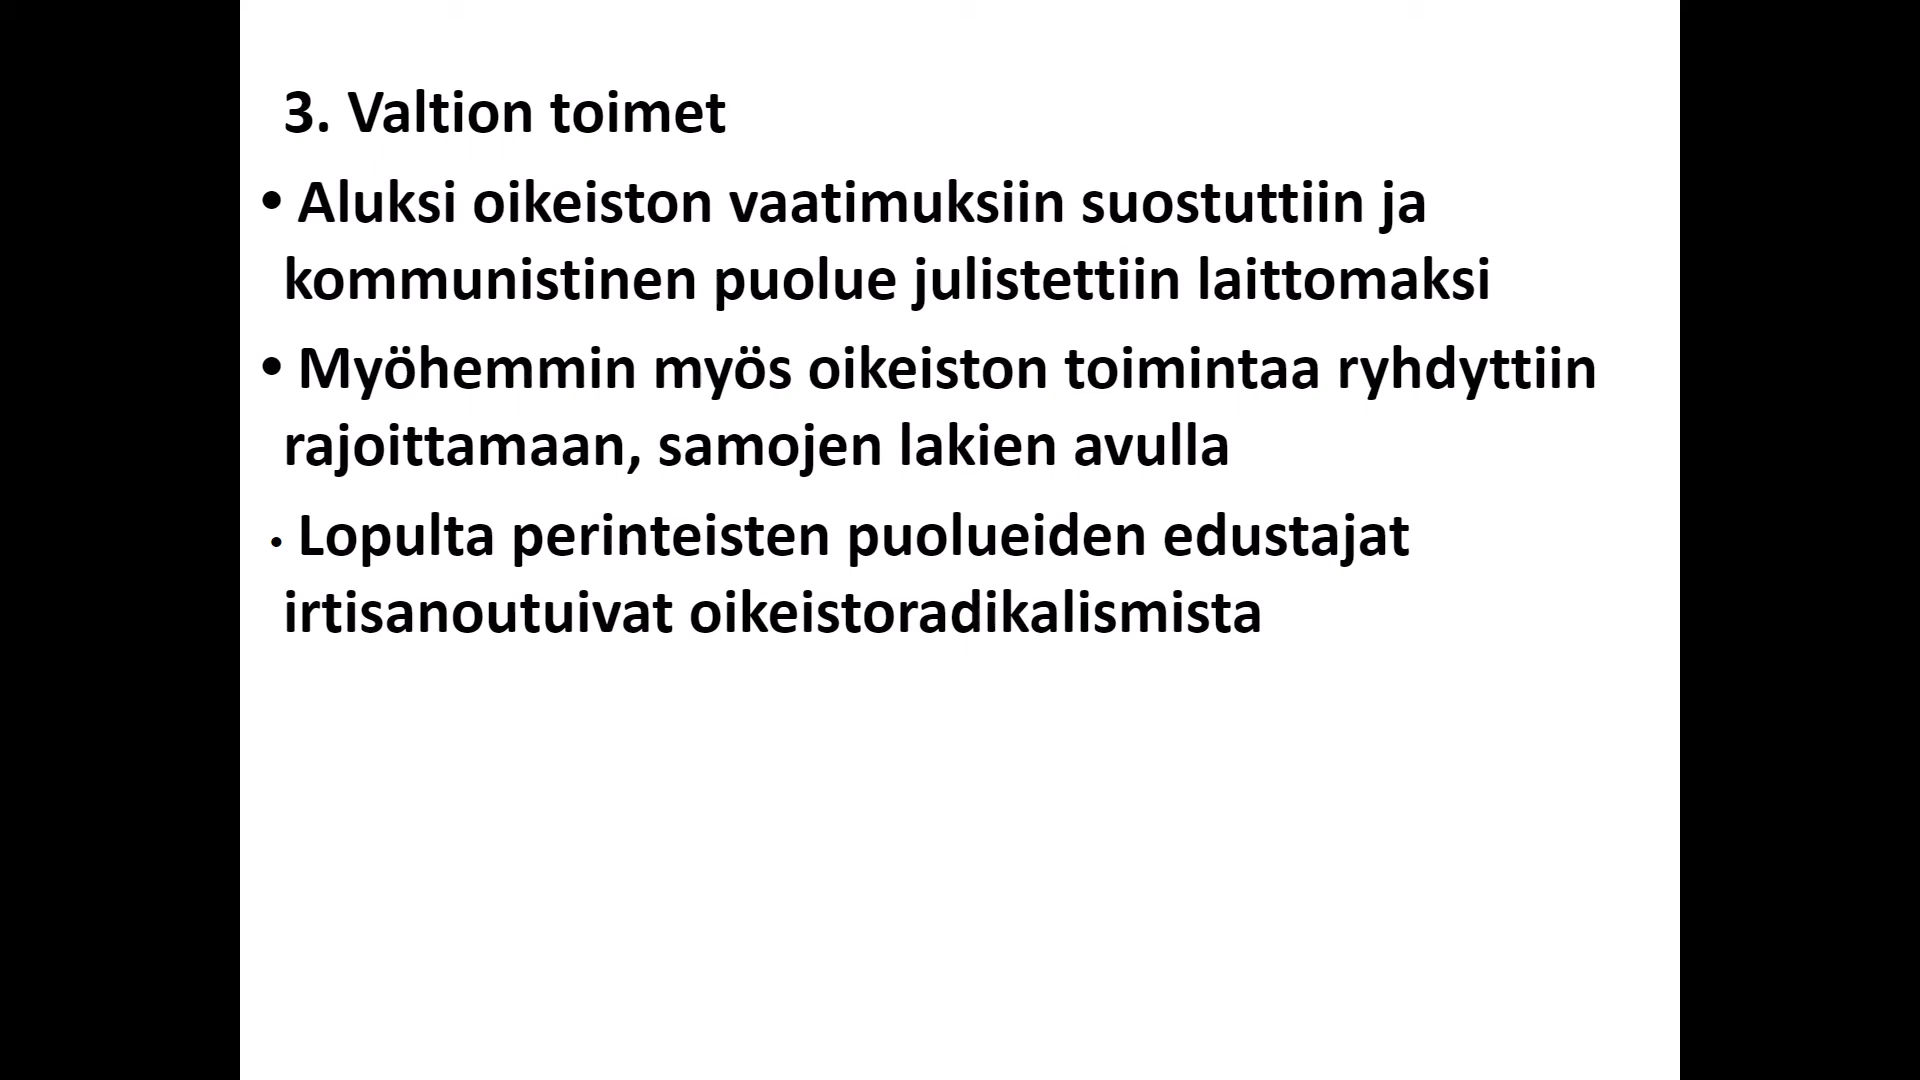 3. Valtion toimet
• Aluksi oikeiston vaatimuksiin suostuttiin ja
kommunistinen puolue julistettiin laittomaksi
• Myöhemmin myös oikeiston toimintaa ryhdyttiin
rajoittamaan, samojen lakien avulla
• Lopulta perinteisten puolueiden edustajat
irtisanoutuivat oikeistoradikalismista